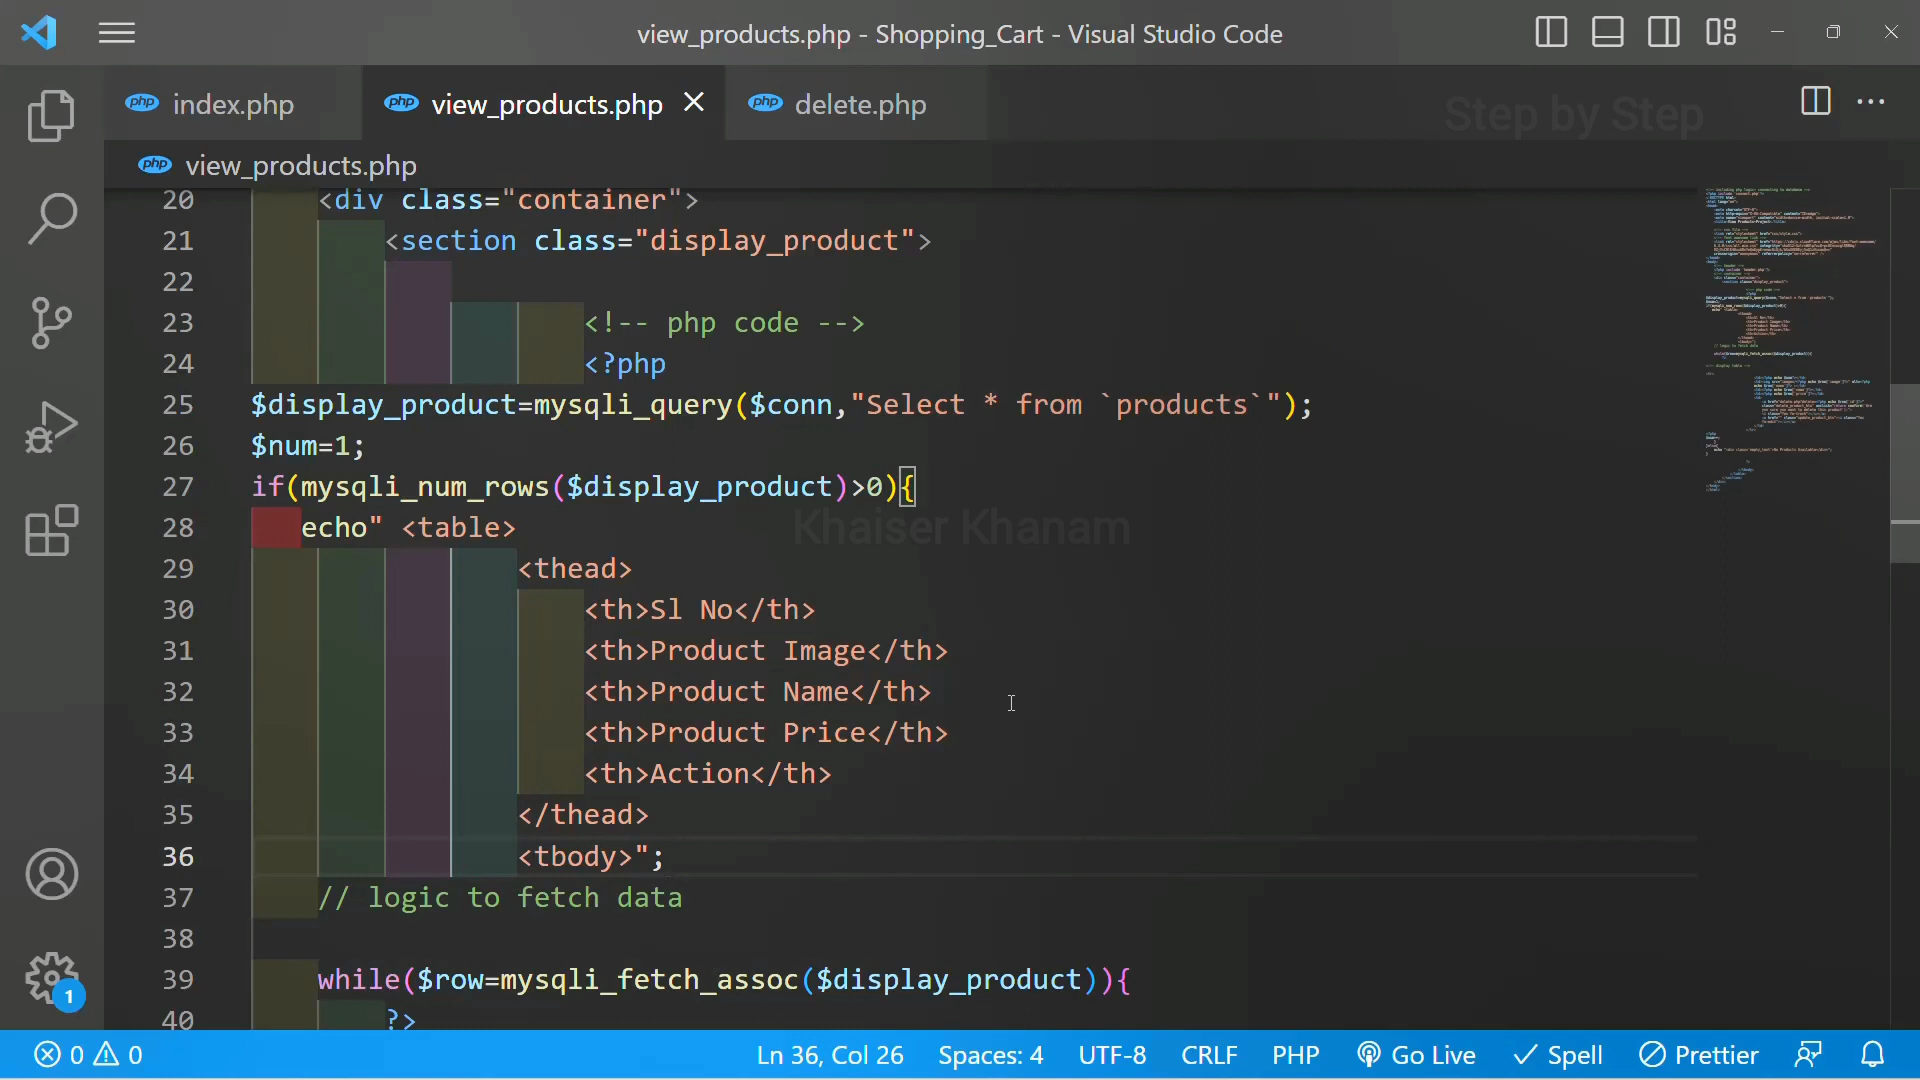 view_products.php - Shopping_Cart - Visual Studio Code
php index.php
php view_products.php
php delete.php
Step by Step
php view_products.php
20 <div class="container">
21 <section class="display_product">
22
23 <!-- php code -->
24 <?php
25 $display_product=mysqli_query($conn,"Select * from `products`");
26 $num=1;
27 if(mysqli_num_rows($display_product)>0){
28 echo" <table>
Khaiser Khanam
29 <thead>
30 <th>Sl No</th>
31 <th>Product Image</th>
32 <th>Product Name</th>
33 <th>Product Price</th>
34 <th>Action</th>
35 </thead>
36 <tbody>";
37 // logic to fetch data
38
39 while($row=mysqli_fetch_assoc($display_product)){
40 ?>
1
0 0 Ln 36, Col 26 Spaces: 4 UTF-8 CRLF PHP Go Live Spell Prettier